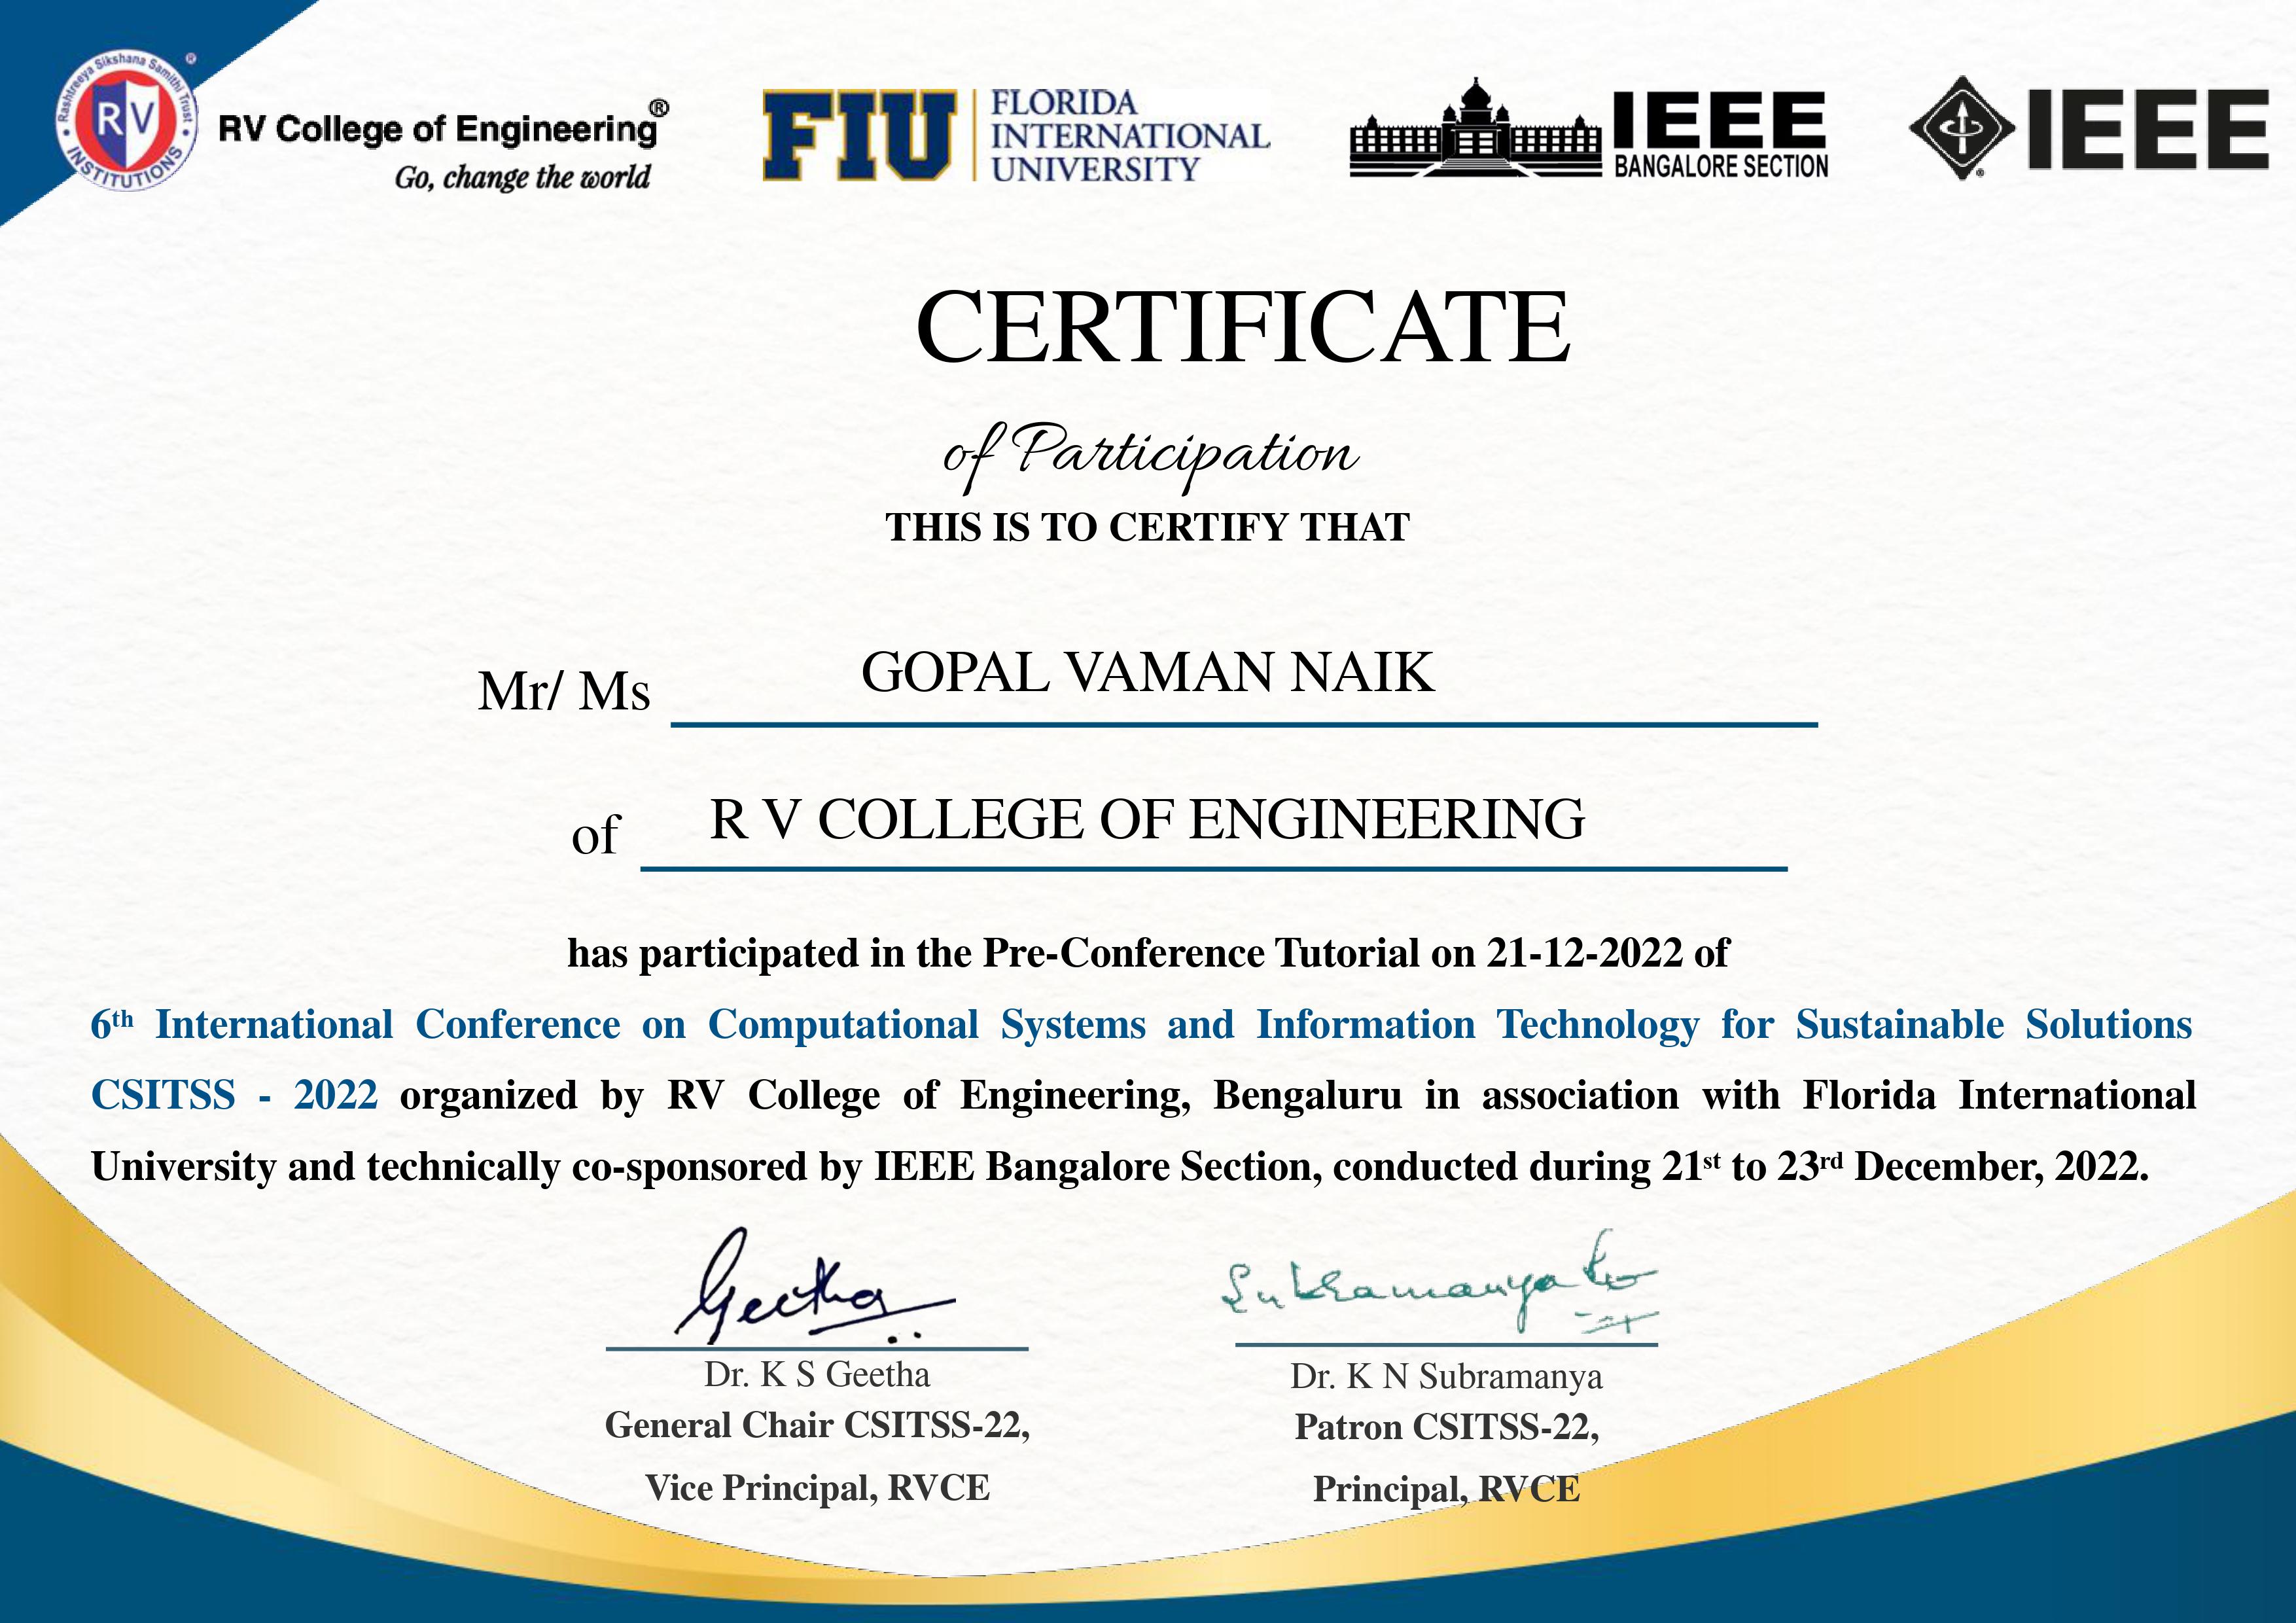 Rashtreeya Sikshana Samithi Trust ®
RV
INSTITUTIONS
RV College of Engineering®
Go, change the world
FIU
FLORIDA
INTERNATIONAL
UNIVERSITY
IEEE
BANGALORE SECTION
IEEE
®
CERTIFICATE
of Participation
THIS IS TO CERTIFY THAT
Mr/ Ms GOPAL VAMAN NAIK
of R V COLLEGE OF ENGINEERING
has participated in the Pre-Conference Tutorial on 21-12-2022 of
6th International Conference on Computational Systems and Information Technology for Sustainable Solutions
CSITSS - 2022 organized by RV College of Engineering, Bengaluru in association with Florida International
University and technically co-sponsored by IEEE Bangalore Section, conducted during 21st to 23rd December, 2022.
Geetha
Dr. K S Geetha
General Chair CSITSS-22,
Vice Principal, RVCE
Subramanya
Dr. K N Subramanya
Patron CSITSS-22,
Principal, RVCE